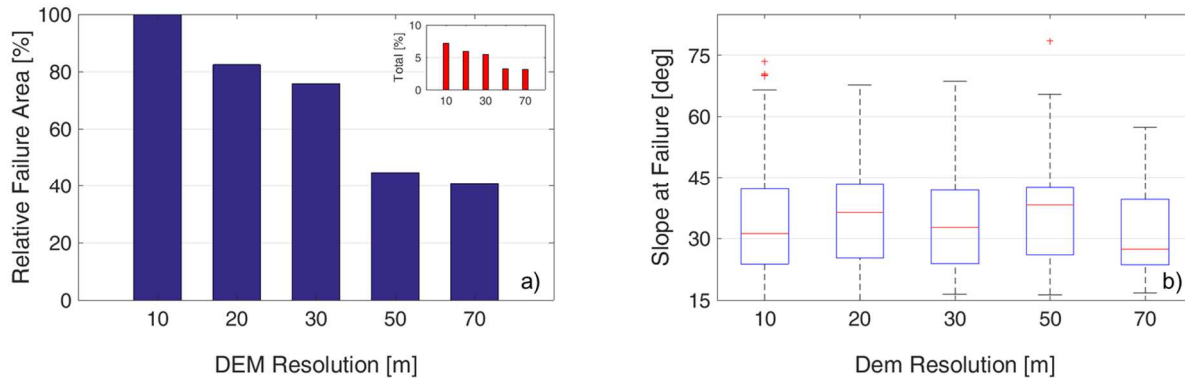 Relative Failure Area [%]
100
80
60
40
20
0
10 20 30 50 70
DEM Resolution [m]
a)
Total [%]
10
5
0
10 30 70
Slope at Failure [deg]
75
60
45
30
15
10 20 30 50 70
Dem Resolution [m]
b)